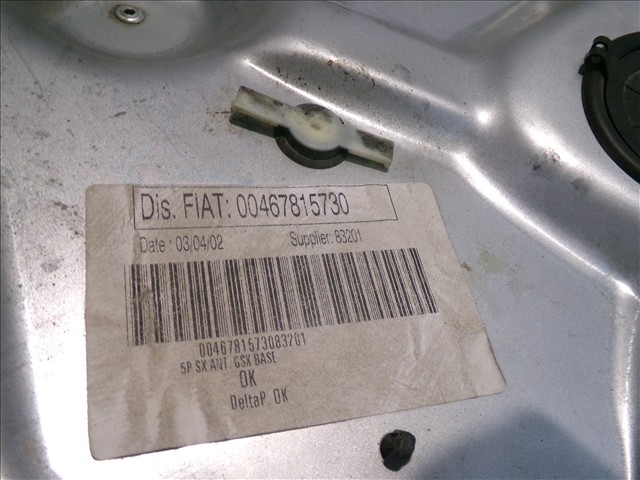 Dis. FIAT: 00467815730
Date : 03/04/02 Supplier: 83201
0046781573083201
5P SX ANT. GSX BASE
OK
DeltaP. OK